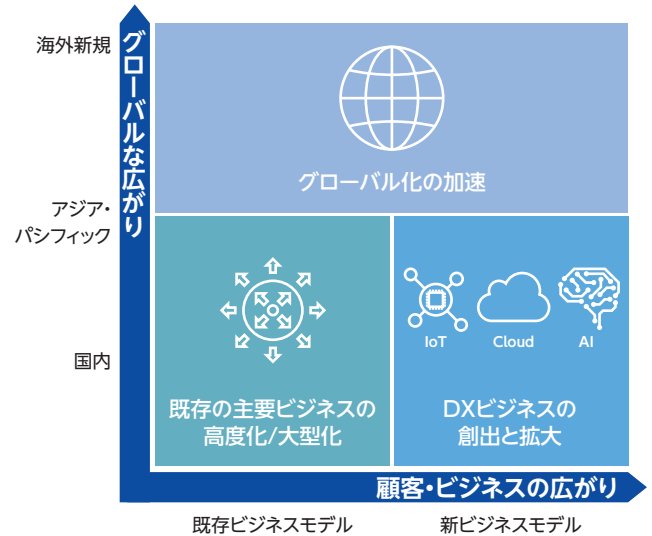 海外新規
グローバルな広がり
グローバル化の加速
アジア・
パシフィック
国内
IoT
Cloud
AI
既存の主要ビジネスの
高度化/大型化
DXビジネスの
創出と拡大
顧客・ビジネスの広がり
既存ビジネスモデル
新ビジネスモデル